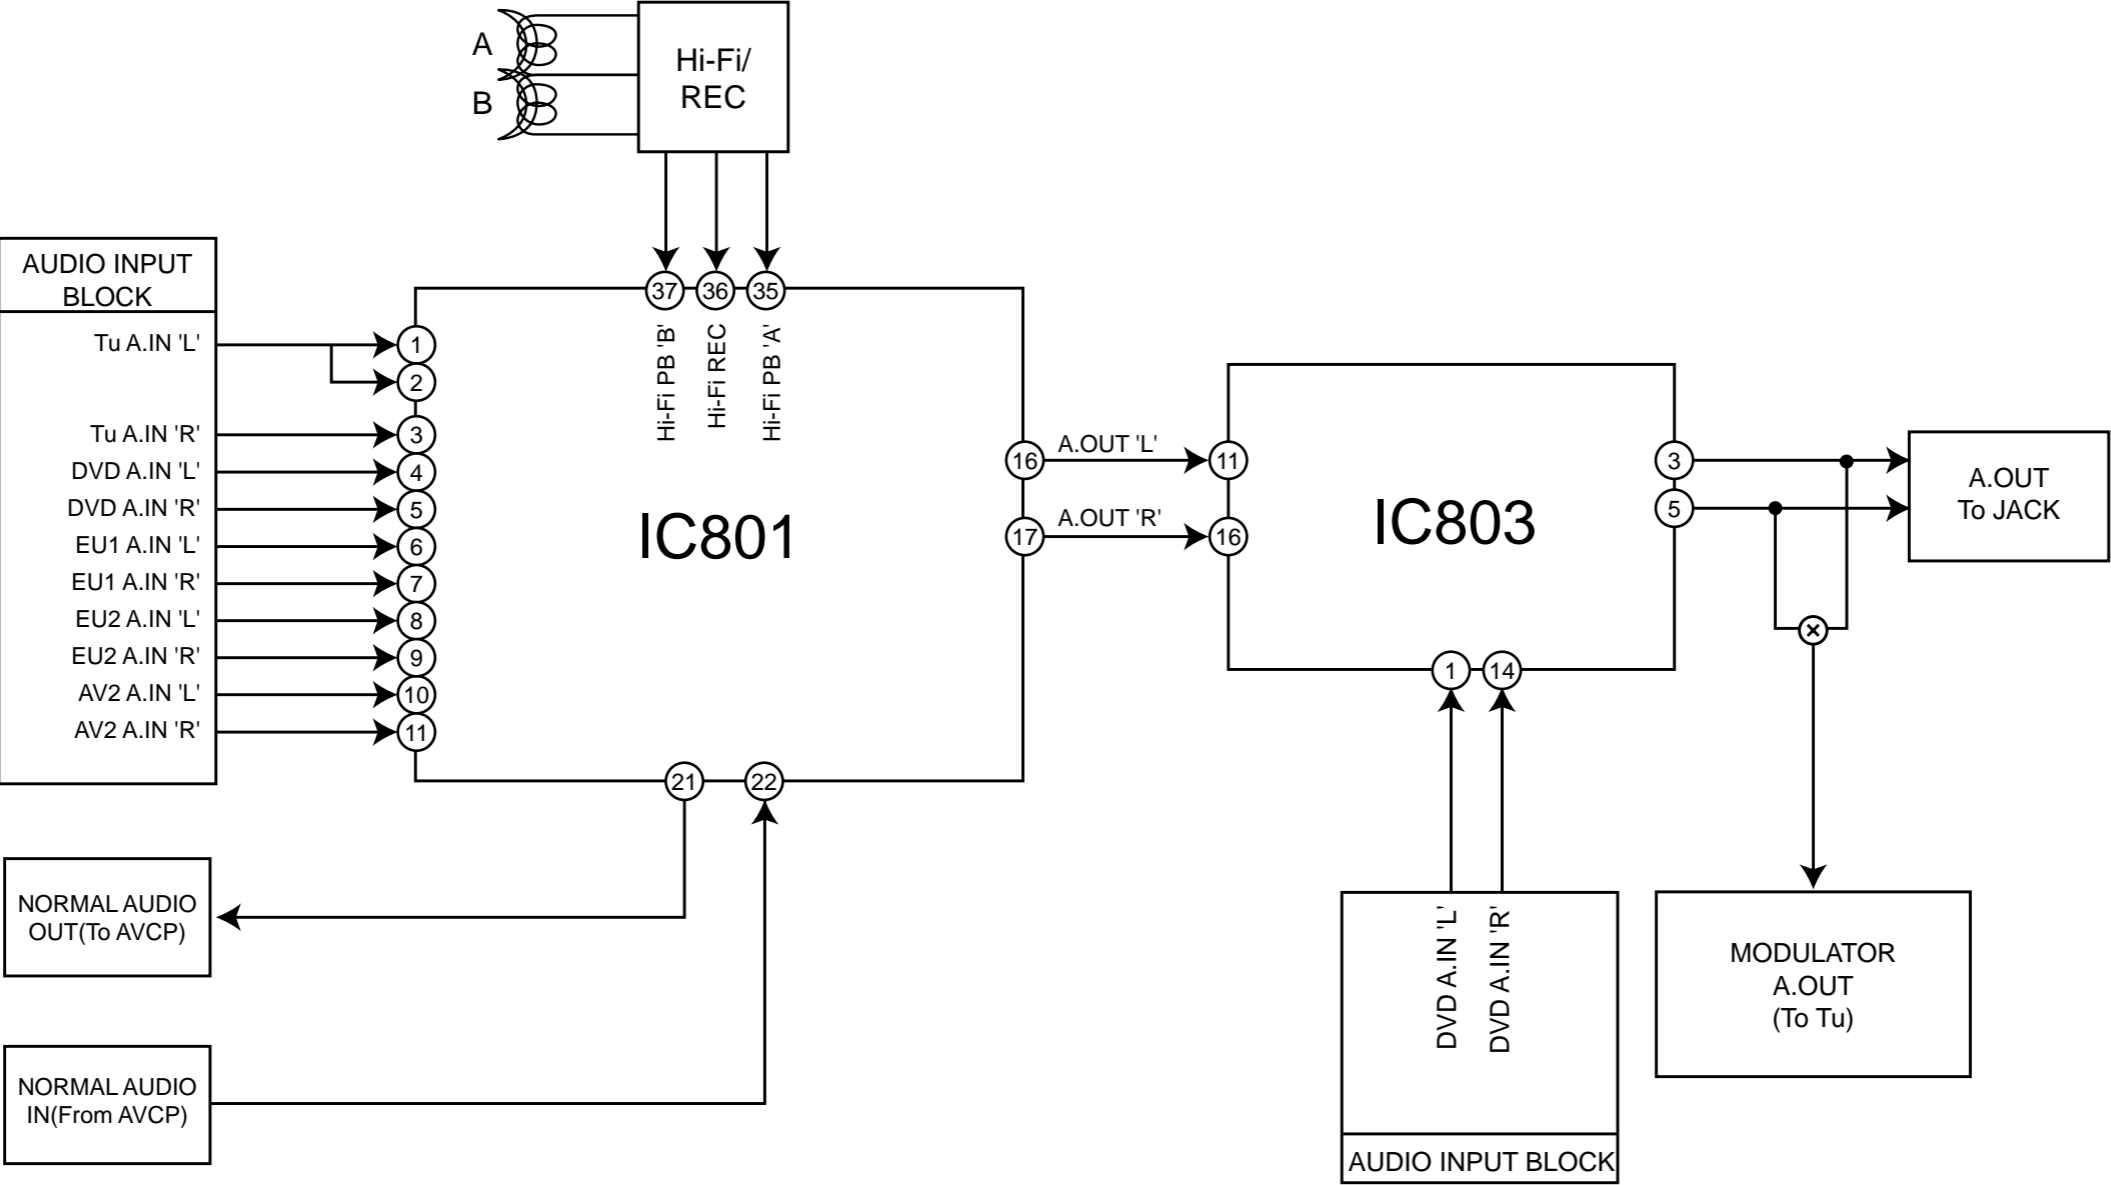 A
B
Hi-Fi/
REC
AUDIO INPUT
BLOCK
Tu A.IN 'L'
Tu A.IN 'R'
DVD A.IN 'L'
DVD A.IN 'R'
EU1 A.IN 'L'
EU1 A.IN 'R'
EU2 A.IN 'L'
EU2 A.IN 'R'
AV2 A.IN 'L'
AV2 A.IN 'R'
37
36
35
Hi-Fi PB 'B'
Hi-Fi REC
Hi-Fi PB 'A'
1
2
3
4
5
6
7
8
9
10
11
IC801
16
17
21
22
A.OUT 'L'
A.OUT 'R'
11
16
IC803
3
5
1
14
A.OUT
To JACK
NORMAL AUDIO
OUT(To AVCP)
NORMAL AUDIO
IN(From AVCP)
DVD A.IN 'L'
DVD A.IN 'R'
AUDIO INPUT BLOCK
MODULATOR
A.OUT
(To Tu)